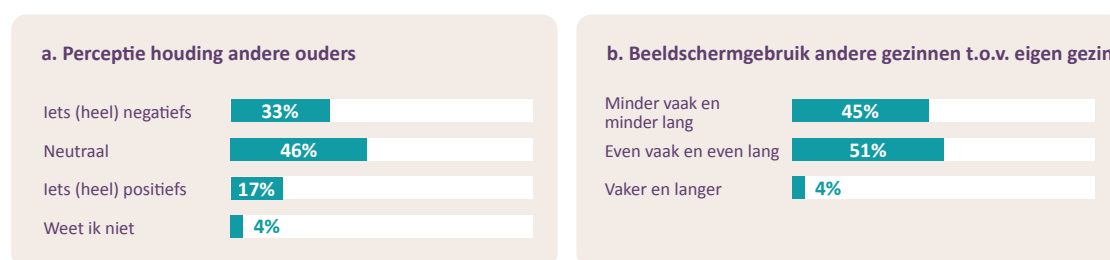 a. Perceptie houding andere ouders
Iets (heel) negatiefs 33%
Neutraal 46%
Iets (heel) positiefs 17%
Weet ik niet 4%
b. Beeldschermgebruik andere gezinnen t.o.v. eigen gezin
Minder vaak en
minder lang 45%
Even vaak en even lang 51%
Vaker en langer 4%